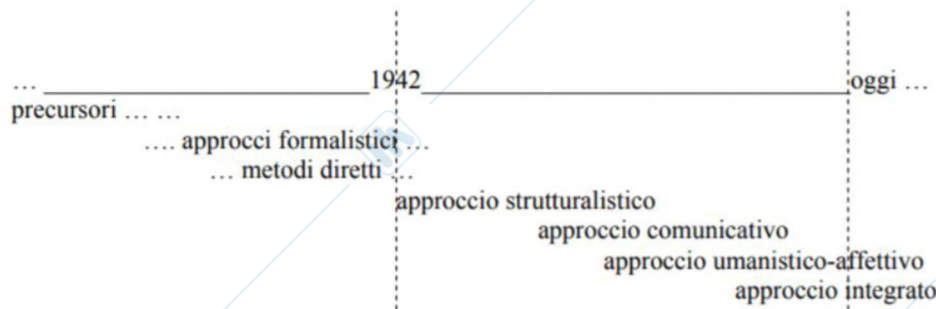 … 1942 oggi …
precursori … …
…. approcci formalistici …
… metodi diretti …
approccio strutturalistico
approccio comunicativo
approccio umanistico-affettivo
approccio integrato